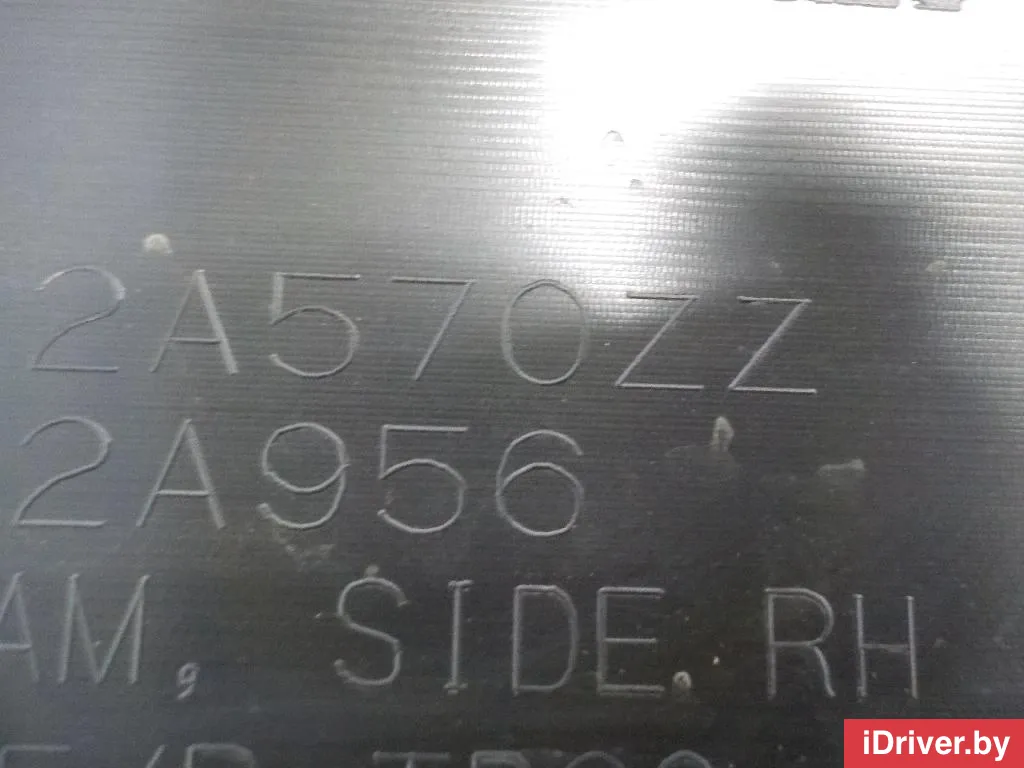 2A570ZZ
2A956
AM, SIDE, RH
iDriver.by